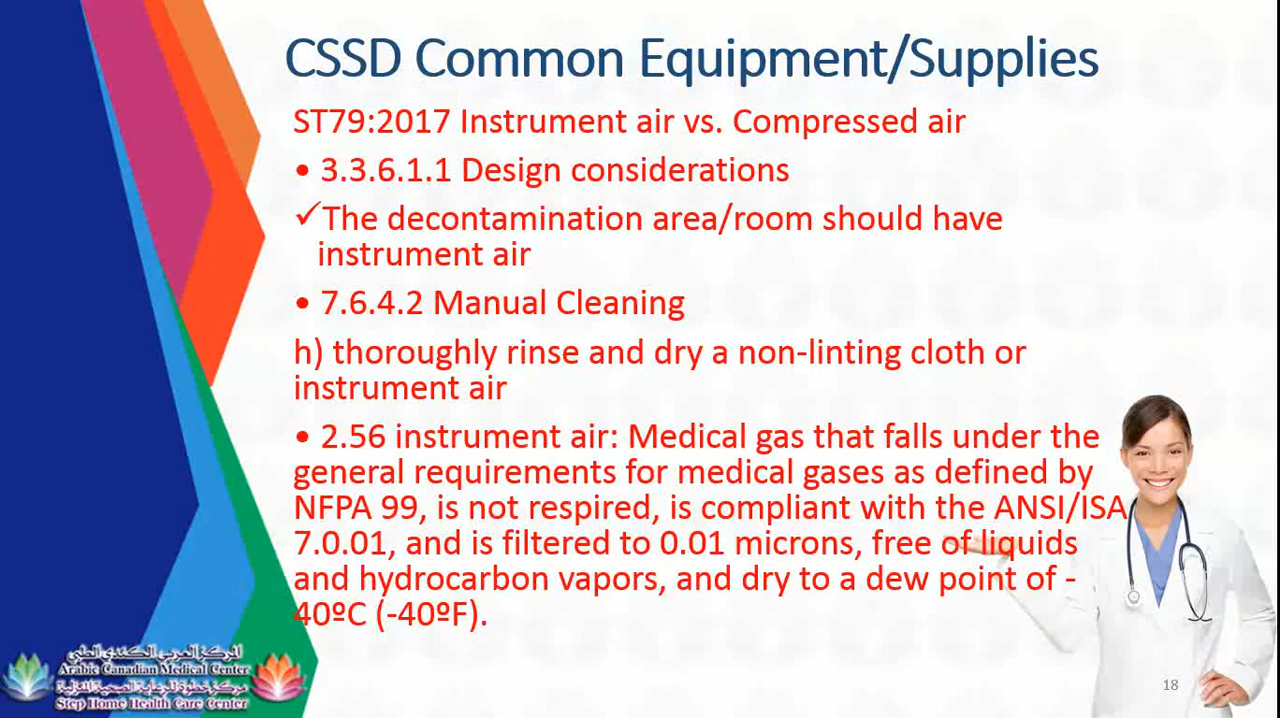 CSSD Common Equipment/Supplies
ST79:2017 Instrument air vs. Compressed air
• 3.3.6.1.1 Design considerations
✓The decontamination area/room should have
instrument air
• 7.6.4.2 Manual Cleaning
h) thoroughly rinse and dry a non-linting cloth or
instrument air
• 2.56 instrument air: Medical gas that falls under the
general requirements for medical gases as defined by
NFPA 99, is not respired, is compliant with the ANSI/ISA
7.0.01, and is filtered to 0.01 microns, free of liquids
and hydrocarbon vapors, and dry to a dew point of -
40ºC (-40ºF).
المركز العربي الكندي الطبي
Arabic Canadian Medical Center
مركز خطوة للرعاية الصحية المنزلية
Step Home Health Care Center
18